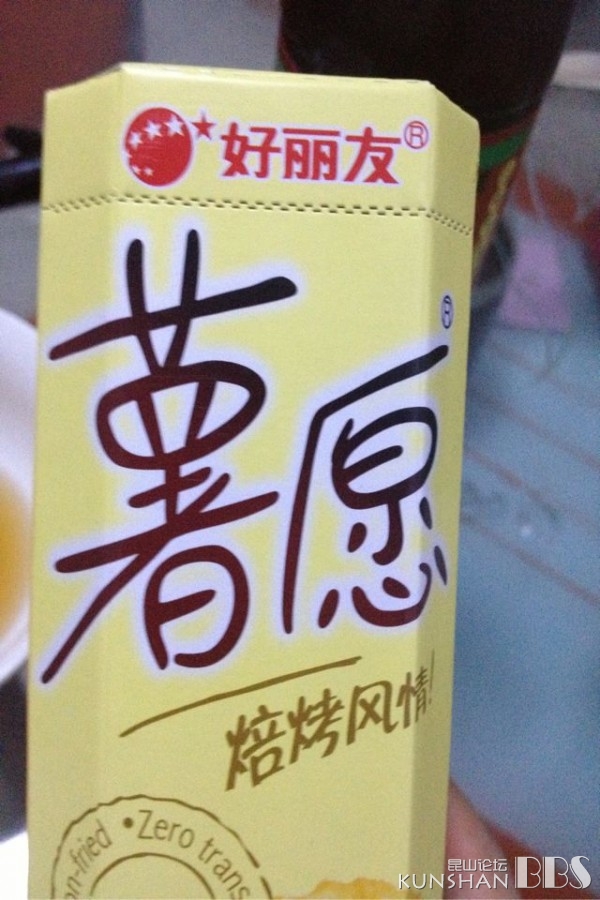 好丽友®
薯愿®
焙烤风情!
on-fried • Zero trans
昆山论坛
KUNSHAN BBS